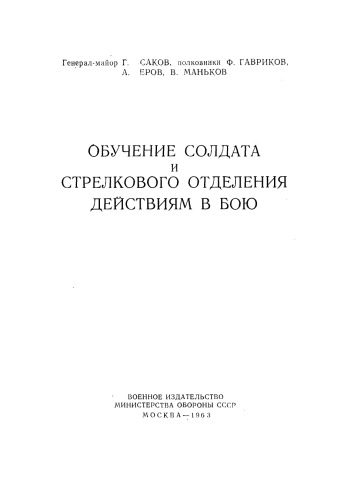 Генерал-майор Г. САКОВ, полковники Ф. ГАВРИКОВ,
А. ЕРОВ, В. МАНЬКОВ
ОБУЧЕНИЕ СОЛДАТА
И
СТРЕЛКОВОГО ОТДЕЛЕНИЯ
ДЕЙСТВИЯМ В БОЮ
ВОЕННОЕ ИЗДАТЕЛЬСТВО
МИНИСТЕРСТВА ОБОРОНЫ СССР
МОСКВА—1963